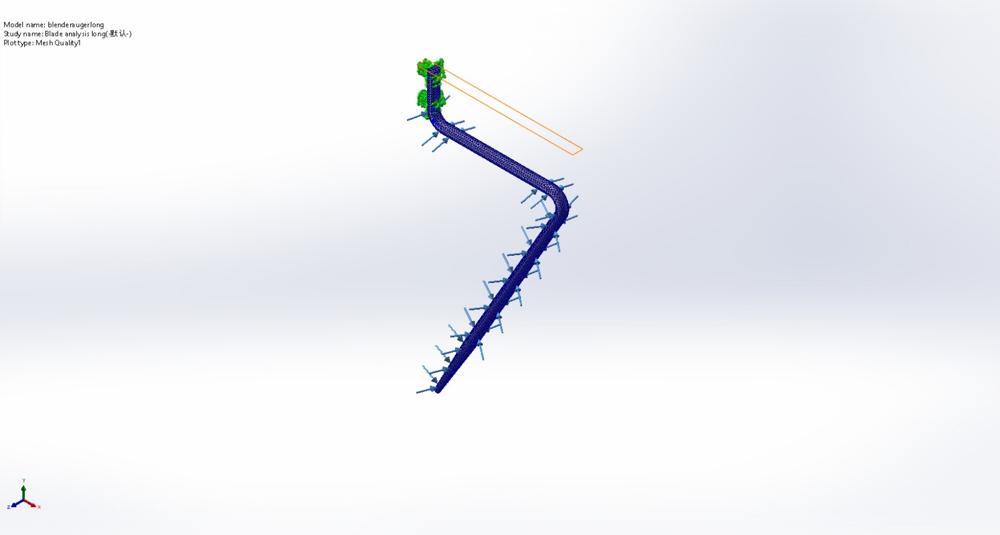 Model name: blenderaugerlong
Study name: Blade analysis long(-默认-)
Plot type: Mesh Quality1
Y
Z
X